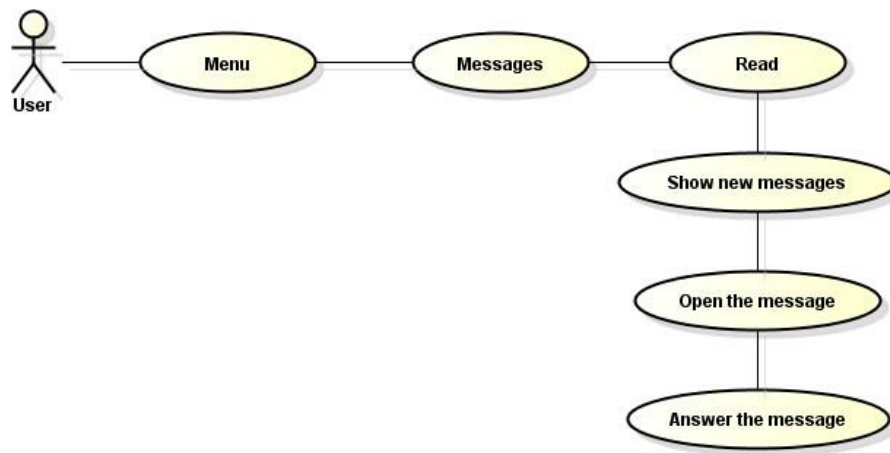 User
Menu
Messages
Read
Show new messages
Open the message
Answer the message